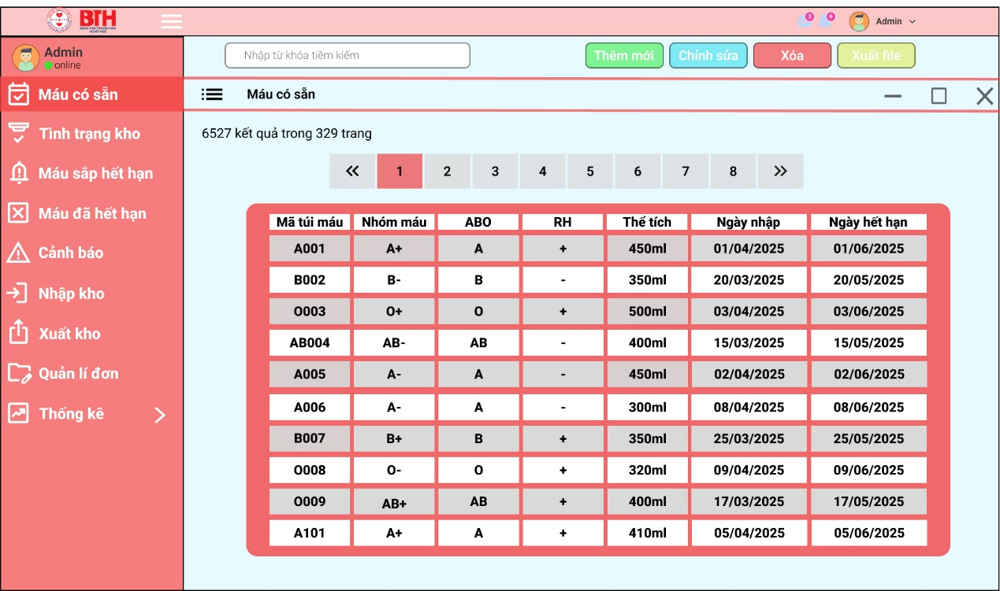 BTH
BỆNH VIỆN TRUYỀN MÁU
HUYẾT HỌC
3
6
Admin
Admin
online
Nhập từ khóa tiềm kiếm
Thêm mới
Chỉnh sửa
Xóa
Xuất file
Máu có sẵn
Tình trạng kho
Máu sắp hết hạn
Máu đã hết hạn
Cảnh báo
Nhập kho
Xuất kho
Quản lí đơn
Thống kê
Máu có sẵn
6527 kết quả trong 329 trang
« 1 2 3 4 5 6 7 8 »
Mã túi máu Nhóm máu ABO RH Thể tích Ngày nhập Ngày hết hạn
A001 A+ A + 450ml 01/04/2025 01/06/2025
B002 B- B - 350ml 20/03/2025 20/05/2025
O003 O+ O + 500ml 03/04/2025 03/06/2025
AB004 AB- AB - 400ml 15/03/2025 15/05/2025
A005 A- A - 450ml 02/04/2025 02/06/2025
A006 A- A - 300ml 08/04/2025 08/06/2025
B007 B+ B + 350ml 25/03/2025 25/05/2025
O008 O- O + 320ml 09/04/2025 09/06/2025
O009 AB+ AB + 400ml 17/03/2025 17/05/2025
A101 A+ A + 410ml 05/04/2025 05/06/2025